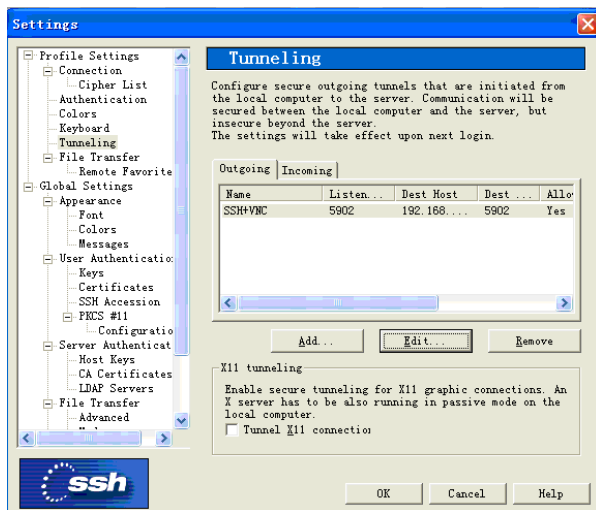 Settings
Profile Settings
Connection
Cipher List
Authentication
Colors
Keyboard
Tunneling
File Transfer
Remote Favorite
Global Settings
Appearance
Font
Colors
Messages
User Authenticatio
Keys
Certificates
SSH Accession
PKCS #11
Configuratio
Server Authenticat
Host Keys
CA Certificates
LDAP Servers
File Transfer
Advanced
ssh
Tunneling
Configure secure outgoing tunnels that are initiated from
the local computer to the server. Communication will be
secured between the local computer and the server, but
insecure beyond the server.
The settings will take effect upon next login.
Outgoing Incoming
Name Listen... Dest Host Dest ... Allo
SSH+VNC 5902 192.168.... 5902 Yes
Add... Edit... Remove
X11 tunneling
Enable secure tunneling for X11 graphic connections. An
X server has to be also running in passive mode on the
local computer.
Tunnel X11 connection
OK Cancel Help